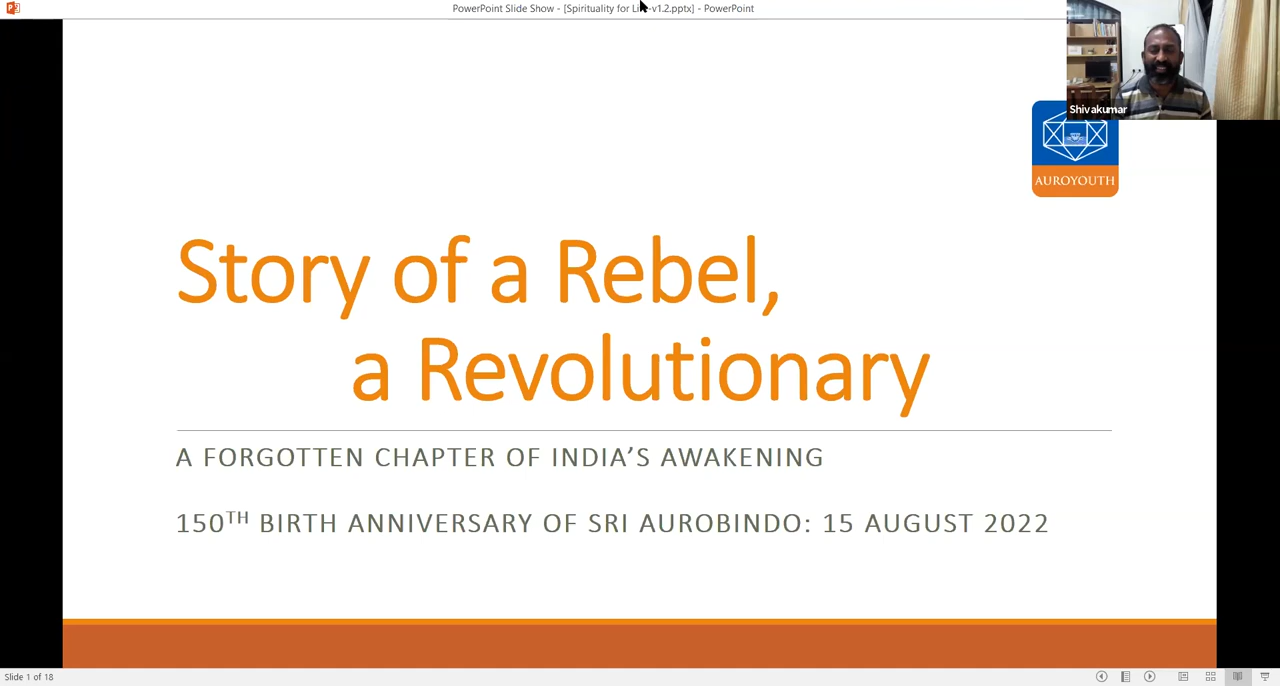 PowerPoint Slide Show - [Spirituality for Li -v1.2.pptx] - PowerPoint
Shivakumar
AUROYOUTH
Story of a Rebel,
a Revolutionary
A FORGOTTEN CHAPTER OF INDIA’S AWAKENING
150TH BIRTH ANNIVERSARY OF SRI AUROBINDO: 15 AUGUST 2022
Slide 1 of 18